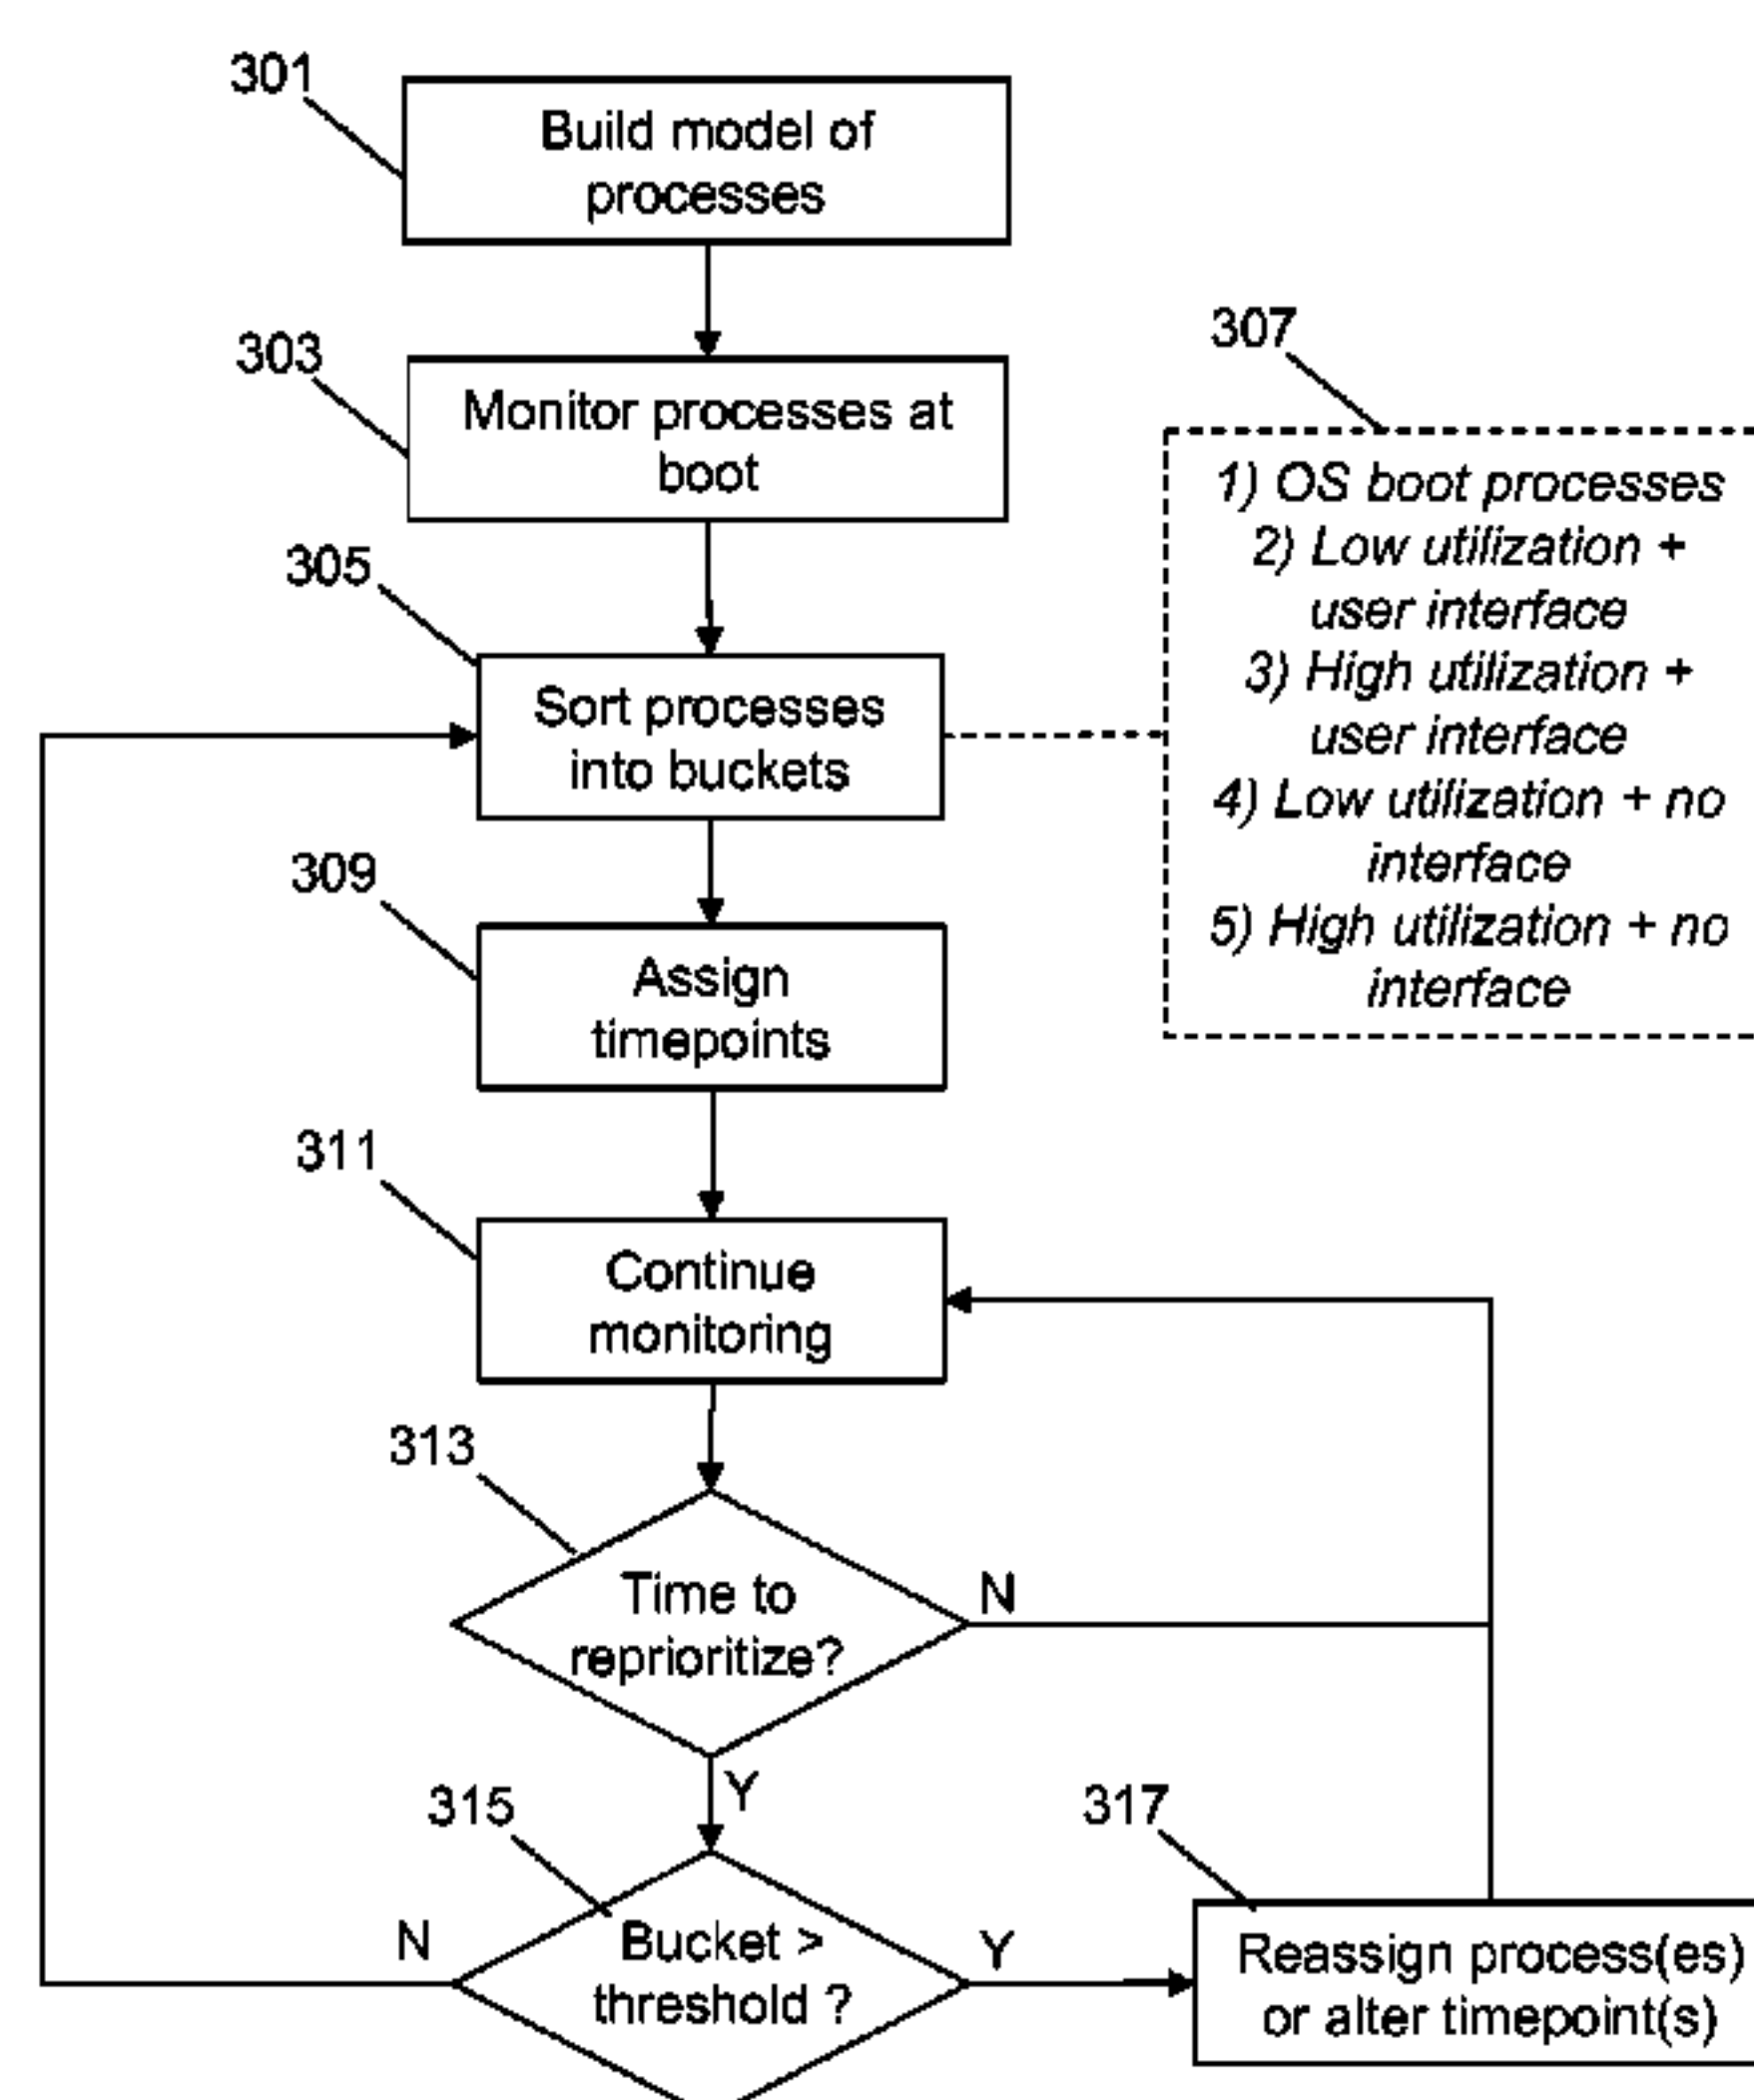 301
Build model of
processes
303
Monitor processes at
boot
307
1) OS boot processes
2) Low utilization +
user interface
3) High utilization +
user interface
4) Low utilization + no
interface
5) High utilization + no
interface
305
Sort processes
into buckets
309
Assign
timepoints
311
Continue
monitoring
313
Time to
reprioritize?
N
Y
315
Bucket >
threshold ?
N
Y
317
Reassign process(es)
or alter timepoint(s)